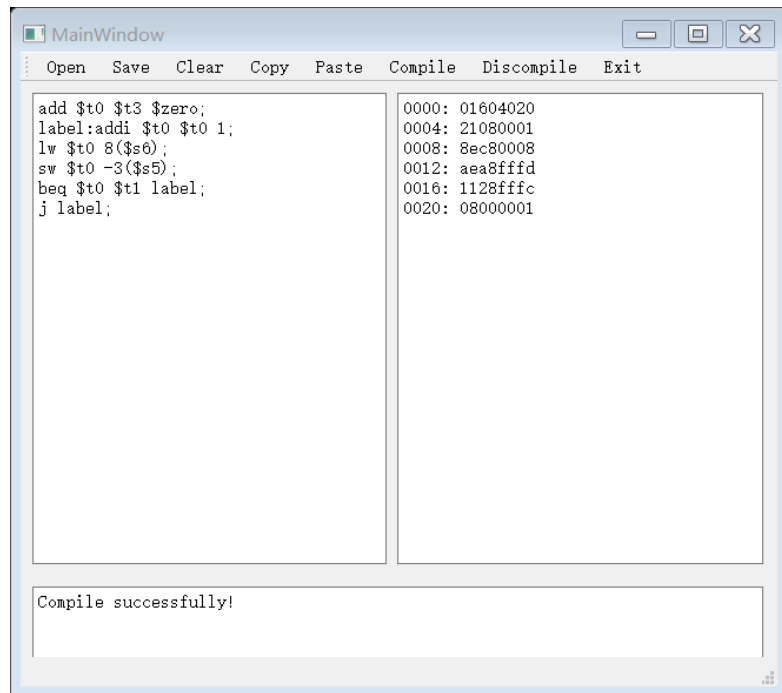 MainWindow
Open Save Clear Copy Paste Compile Discompile Exit
add $t0 $t3 $zero;
label:addi $t0 $t0 1;
lw $t0 8($s6);
sw $t0 -3($s5);
beq $t0 $t1 label;
j label;
0000: 01604020
0004: 21080001
0008: 8ec80008
0012: aea8fffd
0016: 1128fffc
0020: 08000001
Compile successfully!